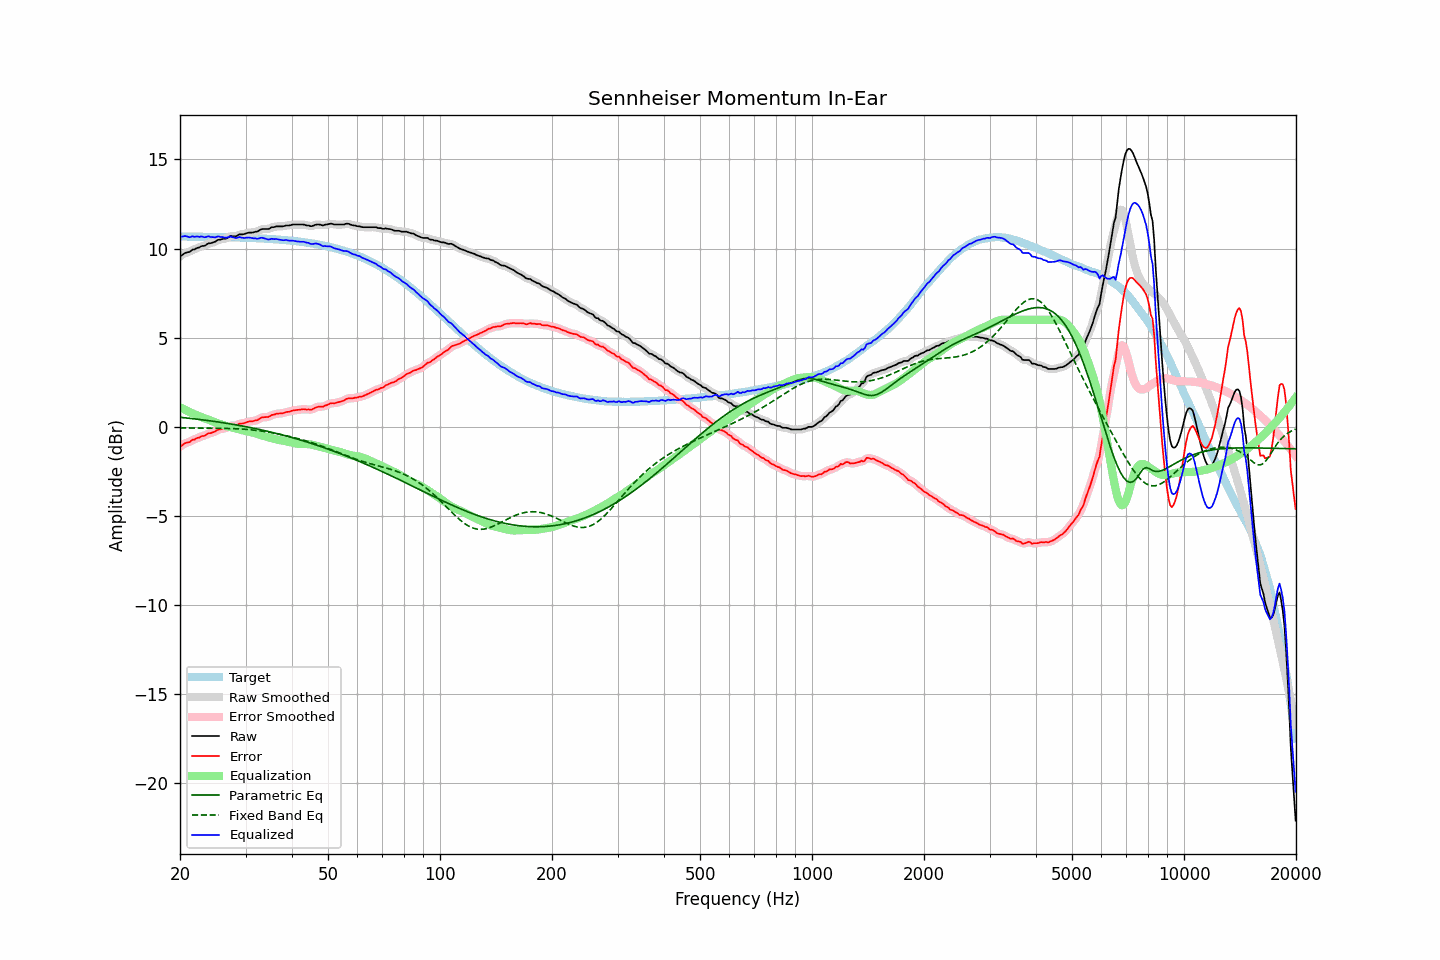 Sennheiser Momentum In-Ear
15
10
5
0
−5
−10
−15
−20
Amplitude (dBr)
Target
Raw Smoothed
Error Smoothed
Raw
Error
Equalization
Parametric Eq
Fixed Band Eq
Equalized
20 50 100 200 500 1000 2000 5000 10000 20000
Frequency (Hz)